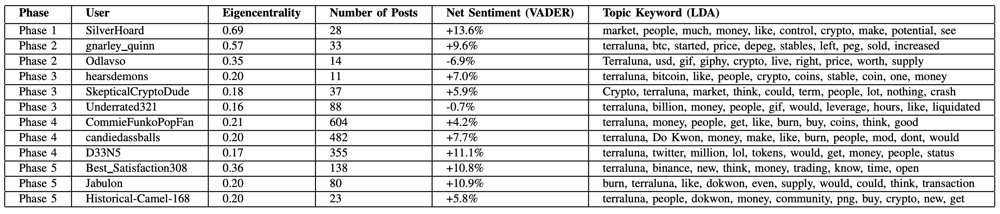 Phase User Eigencentrality Number of Posts Net Sentiment (VADER) Topic Keyword (LDA)
Phase 1 SilverHoard 0.69 28 +13.6% market, people, much, money, like, control, crypto, make, potential, see
Phase 2 gnarley_quinn 0.57 33 +9.6% terraluna, btc, started, price, depeg, stables, left, peg, sold, increased
Phase 2 Odlavso 0.35 14 -6.9% Terraluna, usd, gif, giphy, crypto, live, right, price, worth, supply
Phase 3 hearsdemons 0.20 11 +7.0% terraluna, bitcoin, like, people, crypto, coins, stable, coin, one, money
Phase 3 SkepticalCryptoDude 0.18 37 +5.9% Crypto, terraluna, market, think, could, term, people, lot, nothing, crash
Phase 3 Underrated321 0.16 88 -0.7% terraluna, billion, money, people, gif, would, leverage, hours, like, liquidated
Phase 4 CommieFunkoPopFan 0.21 604 +4.2% terraluna, money, people, get, like, burn, buy, coins, think, good
Phase 4 candiedassballs 0.20 482 +7.7% terraluna, Do Kwon, money, make, like, burn, people, mod, dont, would
Phase 4 D33N5 0.17 355 +11.1% terraluna, twitter, million, lol, tokens, would, get, money, people, status
Phase 5 Best_Satisfaction308 0.36 138 +10.8% terraluna, binance, new, think, money, trading, know, time, open
Phase 5 Jabulon 0.20 80 +10.9% burn, terraluna, like, dokwon, even, supply, would, could, think, transaction
Phase 5 Historical-Camel-168 0.20 23 +5.8% terraluna, people, dokwon, money, community, png, buy, crypto, new, get